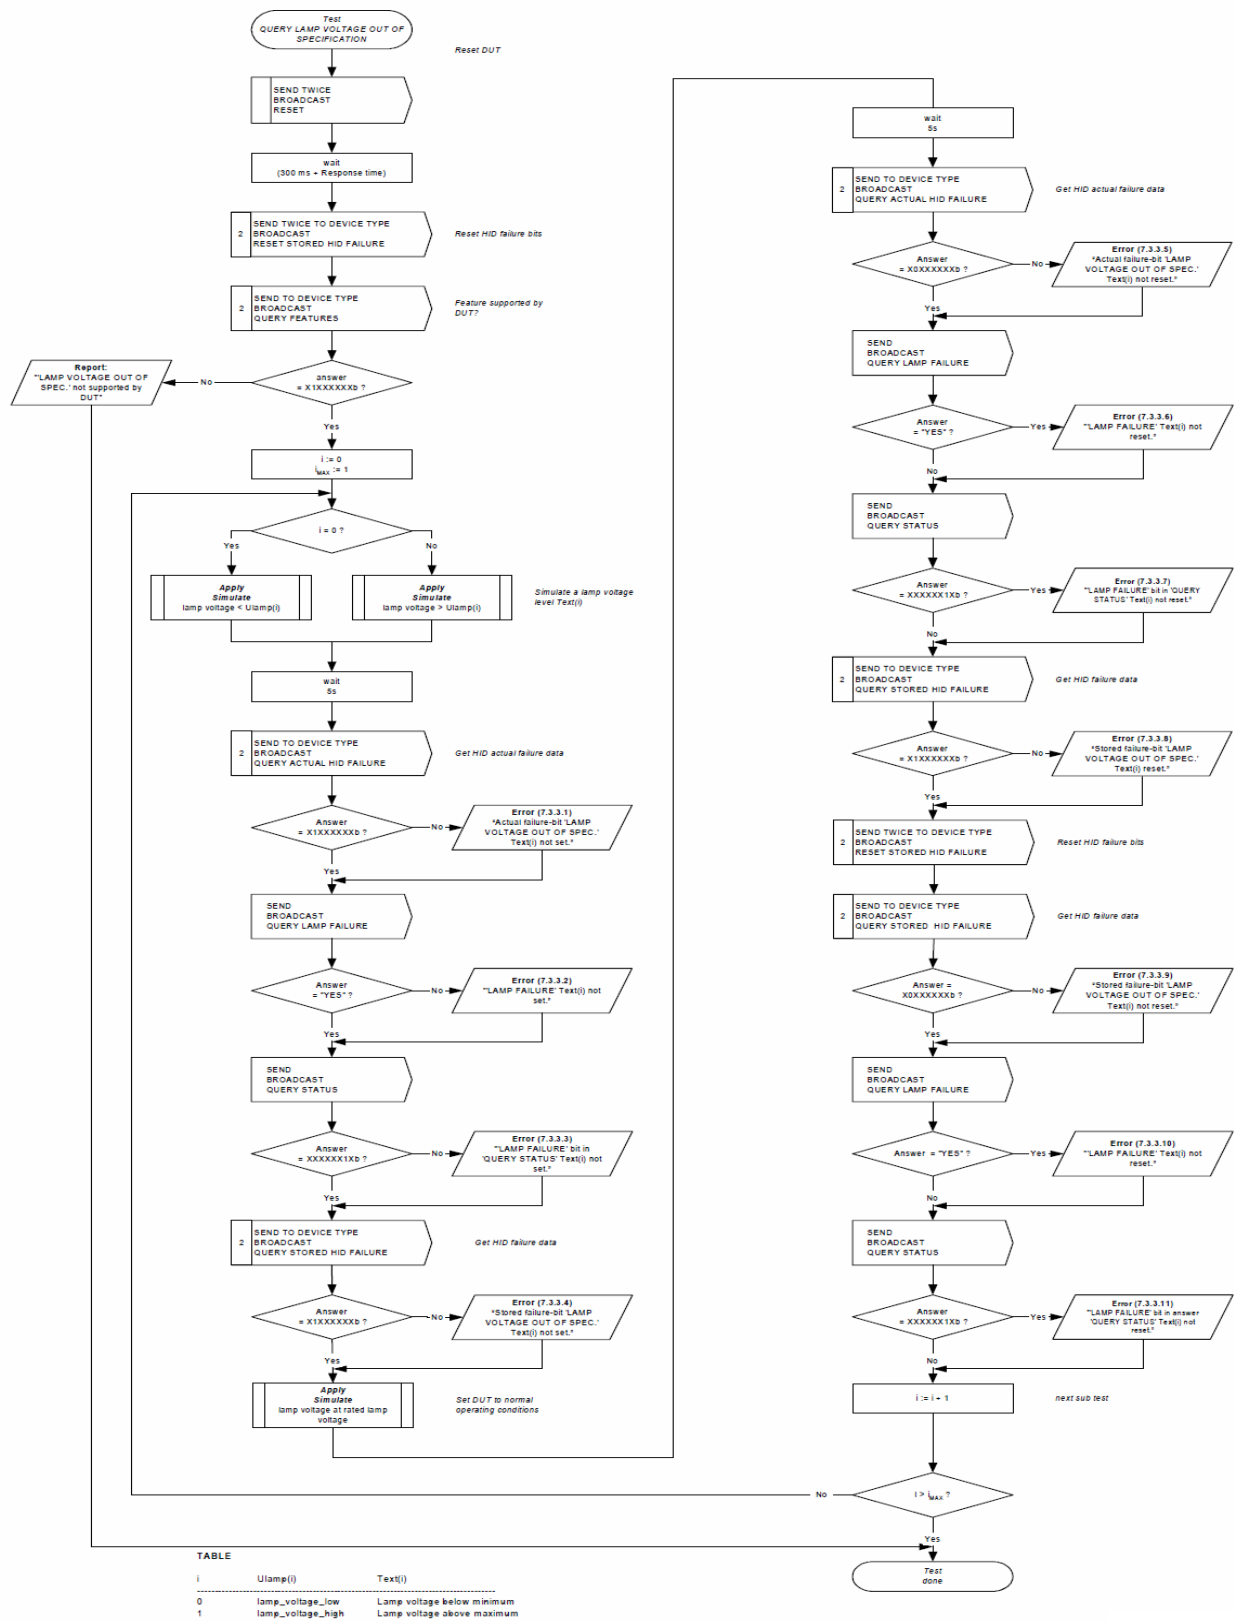 Test
QUERY LAMP VOLTAGE OUT OF
SPECIFICATION
Reset DUT
SEND TWICE
BROADCAST
RESET
wait
(300 ms + Response time)
2
SEND TWICE TO DEVICE TYPE
BROADCAST
RESET STORED HID FAILURE
Reset HID failure bits
2
SEND TO DEVICE TYPE
BROADCAST
QUERY FEATURES
Feature supported by
DUT?
Report:
"'LAMP VOLTAGE OUT OF
SPEC.' not supported by
DUT"
No
answer
= X1XXXXXXb ?
Yes
i := 0
iMAX := 1
i = 0 ?
Yes
No
Apply
Simulate
lamp voltage < Ulamp(i)
Apply
Simulate
lamp voltage > Ulamp(i)
Simulate a lamp voltage
level Text(i)
wait
5s
2
SEND TO DEVICE TYPE
BROADCAST
QUERY ACTUAL HID FAILURE
Get HID actual failure data
Answer
= X1XXXXXXb ?
No
Error (7.3.3.1)
"Actual failure-bit 'LAMP
VOLTAGE OUT OF SPEC.'
Text(i) not set."
Yes
SEND
BROADCAST
QUERY LAMP FAILURE
Answer
= "YES" ?
No
Error (7.3.3.2)
"'LAMP FAILURE' Text(i) not
set."
Yes
SEND
BROADCAST
QUERY STATUS
Answer
= XXXXXX1Xb ?
No
Error (7.3.3.3)
"'LAMP FAILURE' bit in
'QUERY STATUS' Text(i) not
set."
Yes
2
SEND TO DEVICE TYPE
BROADCAST
QUERY STORED HID FAILURE
Get HID failure data
Answer
= X1XXXXXXb ?
No
Error (7.3.3.4)
"Stored failure-bit 'LAMP
VOLTAGE OUT OF SPEC.'
Text(i) not set."
Yes
Apply
Simulate
lamp voltage at rated lamp
voltage
Set DUT to normal
operating conditions
wait
5s
2
SEND TO DEVICE TYPE
BROADCAST
QUERY ACTUAL HID FAILURE
Get HID actual failure data
Answer
= X0XXXXXXb ?
No
Error (7.3.3.5)
"Actual failure-bit 'LAMP
VOLTAGE OUT OF SPEC.'
Text(i) not reset."
Yes
SEND
BROADCAST
QUERY LAMP FAILURE
Answer
= "YES" ?
Yes
Error (7.3.3.6)
"'LAMP FAILURE' Text(i) not
reset."
No
SEND
BROADCAST
QUERY STATUS
Answer
= XXXXXX1Xb ?
Yes
Error (7.3.3.7)
"'LAMP FAILURE' bit in 'QUERY
STATUS' Text(i) not reset."
No
2
SEND TO DEVICE TYPE
BROADCAST
QUERY STORED HID FAILURE
Get HID failure data
Answer
= X1XXXXXXb ?
No
Error (7.3.3.8)
"Stored failure-bit 'LAMP
VOLTAGE OUT OF SPEC.'
Text(i) reset."
Yes
2
SEND TWICE TO DEVICE TYPE
BROADCAST
RESET STORED HID FAILURE
Reset HID failure bits
2
SEND TO DEVICE TYPE
BROADCAST
QUERY STORED HID FAILURE
Get HID failure data
Answer =
X0XXXXXXb ?
No
Error (7.3.3.9)
"Stored failure-bit 'LAMP
VOLTAGE OUT OF SPEC.'
Text(i) not reset."
Yes
SEND
BROADCAST
QUERY LAMP FAILURE
Answer = "YES" ?
Yes
Error (7.3.3.10)
"'LAMP FAILURE' Text(i) not
reset."
No
SEND
BROADCAST
QUERY STATUS
Answer
= XXXXXX1Xb ?
Yes
Error (7.3.3.11)
"'LAMP FAILURE' bit in answer
'QUERY STATUS' Text(i) not
reset."
No
i := i + 1
next sub test
i > iMAX ?
No
Yes
Test
done
TABLE
i Ulamp(i) Text(i)
0 lamp_voltage_low Lamp voltage below minimum
1 lamp_voltage_high Lamp voltage above maximum